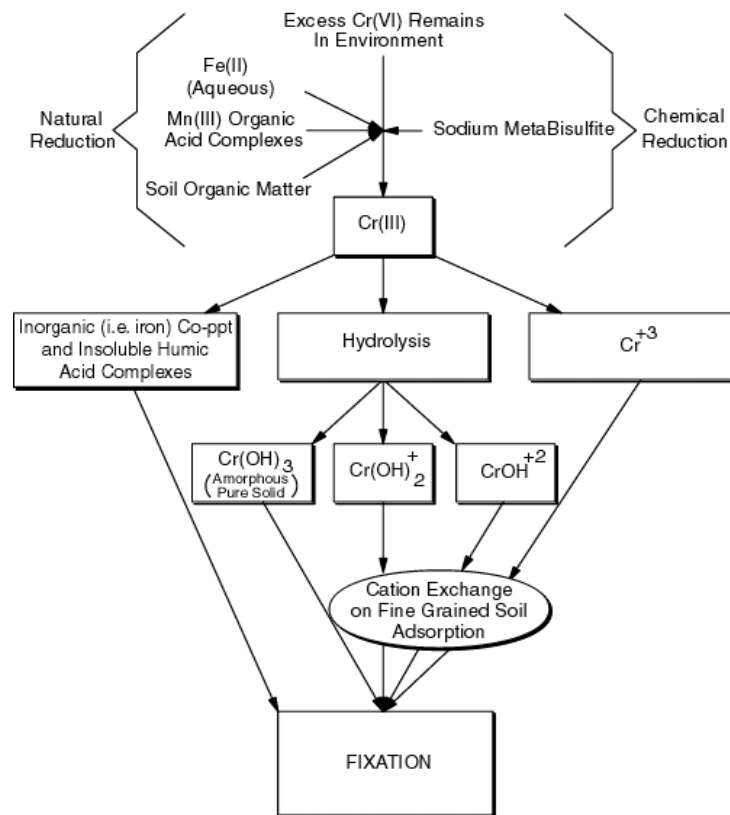 Excess Cr(VI) Remains
In Environment
Fe(II)
(Aqueous)
Natural
Reduction
Mn(III) Organic
Acid Complexes
Sodium MetaBisulfite
Chemical
Reduction
Soil Organic Matter
Cr(III)
Inorganic (i.e. iron) Co-ppt
and Insoluble Humic
Acid Complexes
Hydrolysis
Cr+3
Cr(OH)3
(Amorphous
Pure Solid)
Cr(OH)2+
CrOH+2
Cation Exchange
on Fine Grained Soil
Adsorption
FIXATION